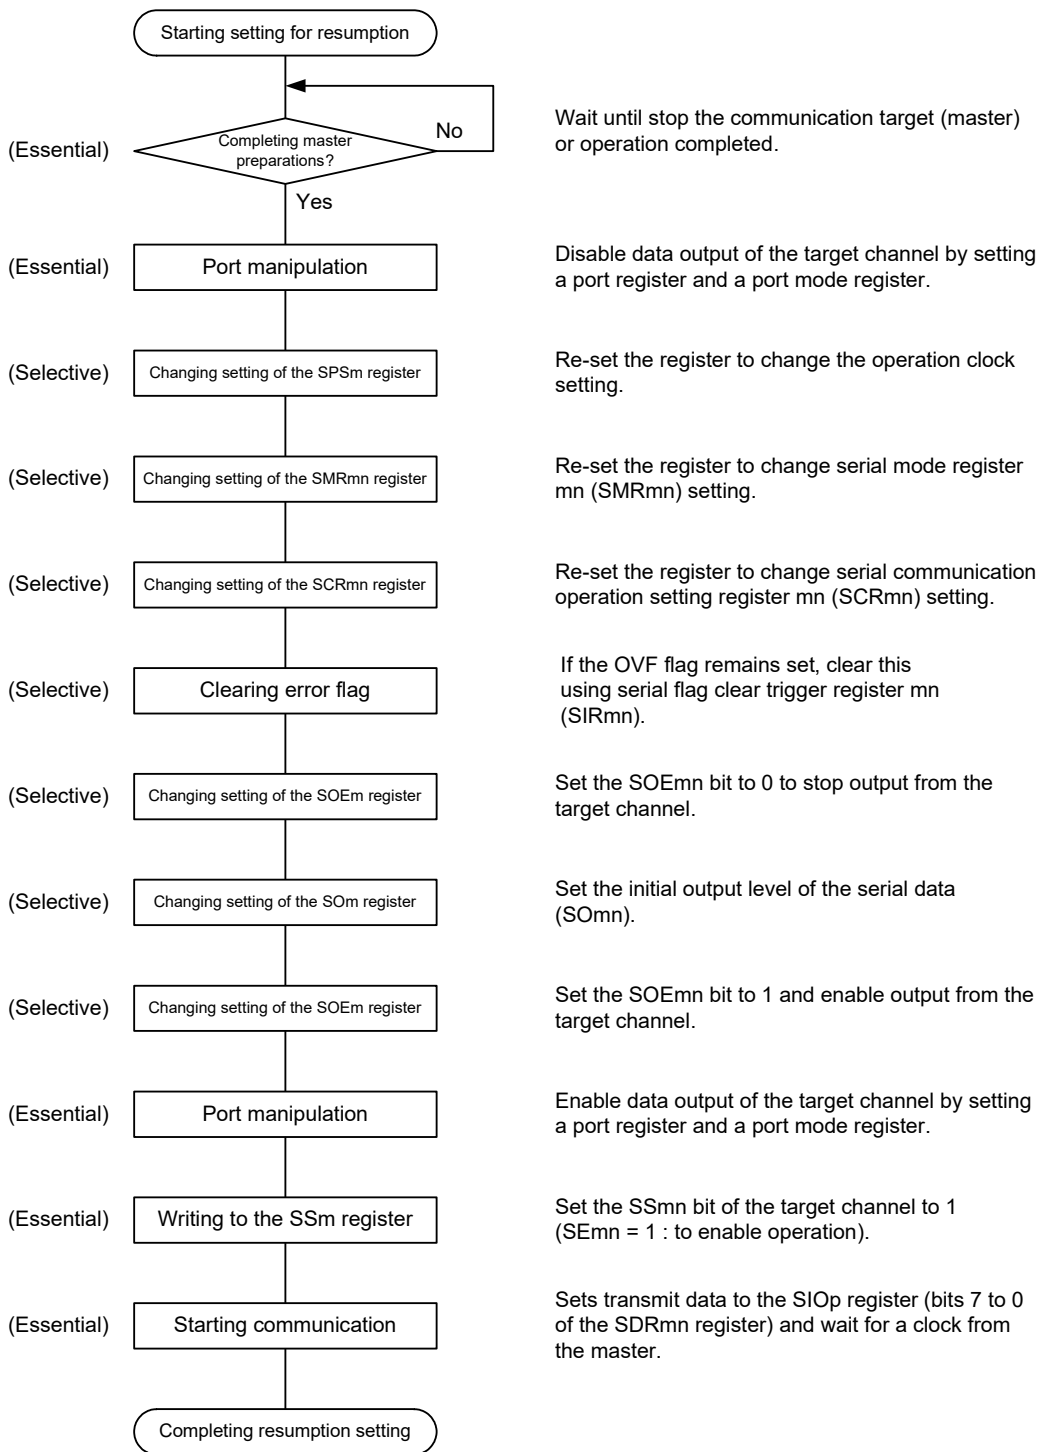 Starting setting for resumption
(Essential)
Completing master
preparations?
No
Wait until stop the communication target (master)
or operation completed.
Yes
(Essential)
Port manipulation
Disable data output of the target channel by setting
a port register and a port mode register.
(Selective)
Changing setting of the SPSm register
Re-set the register to change the operation clock
setting.
(Selective)
Changing setting of the SMRmn register
Re-set the register to change serial mode register
mn (SMRmn) setting.
(Selective)
Changing setting of the SCRmn register
Re-set the register to change serial communication
operation setting register mn (SCRmn) setting.
(Selective)
Clearing error flag
If the OVF flag remains set, clear this
using serial flag clear trigger register mn
(SIRmn).
(Selective)
Changing setting of the SOEm register
Set the SOEmn bit to 0 to stop output from the
target channel.
(Selective)
Changing setting of the SOm register
Set the initial output level of the serial data
(SOmn).
(Selective)
Changing setting of the SOEm register
Set the SOEmn bit to 1 and enable output from the
target channel.
(Essential)
Port manipulation
Enable data output of the target channel by setting
a port register and a port mode register.
(Essential)
Writing to the SSm register
Set the SSmn bit of the target channel to 1
(SEmn = 1 : to enable operation).
(Essential)
Starting communication
Sets transmit data to the SIOp register (bits 7 to 0
of the SDRmn register) and wait for a clock from
the master.
Completing resumption setting